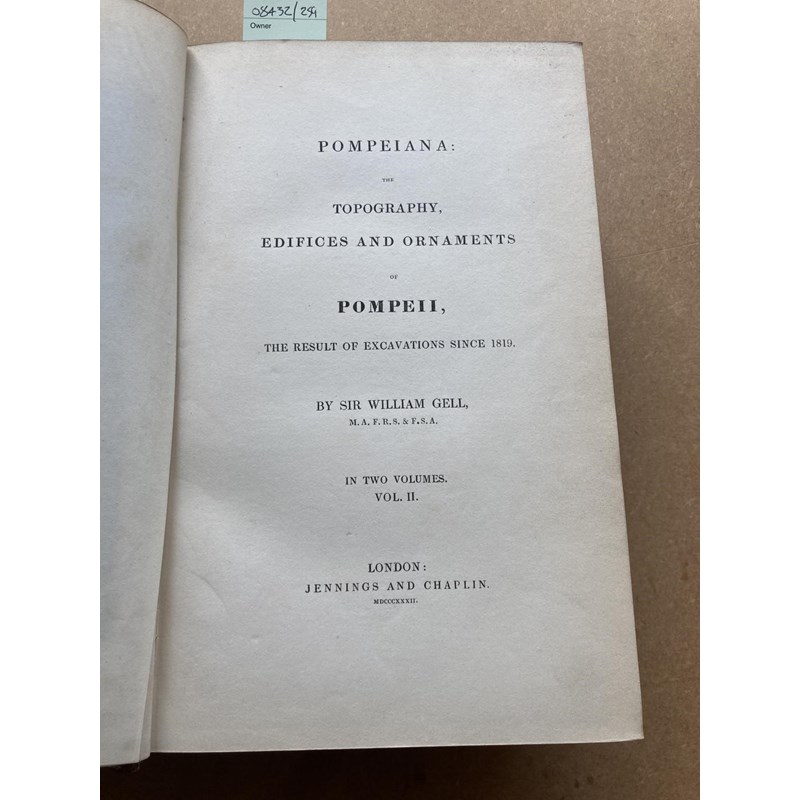 08432/254
Owner
POMPEIANA:
THE
TOPOGRAPHY,
EDIFICES AND ORNAMENTS
OF
POMPEII,
THE RESULT OF EXCAVATIONS SINCE 1819.
BY SIR WILLIAM GELL,
M.A. F.R.S. & F.S.A.
IN TWO VOLUMES.
VOL. II.
LONDON:
JENNINGS AND CHAPLIN.
MDCCCXXXII.